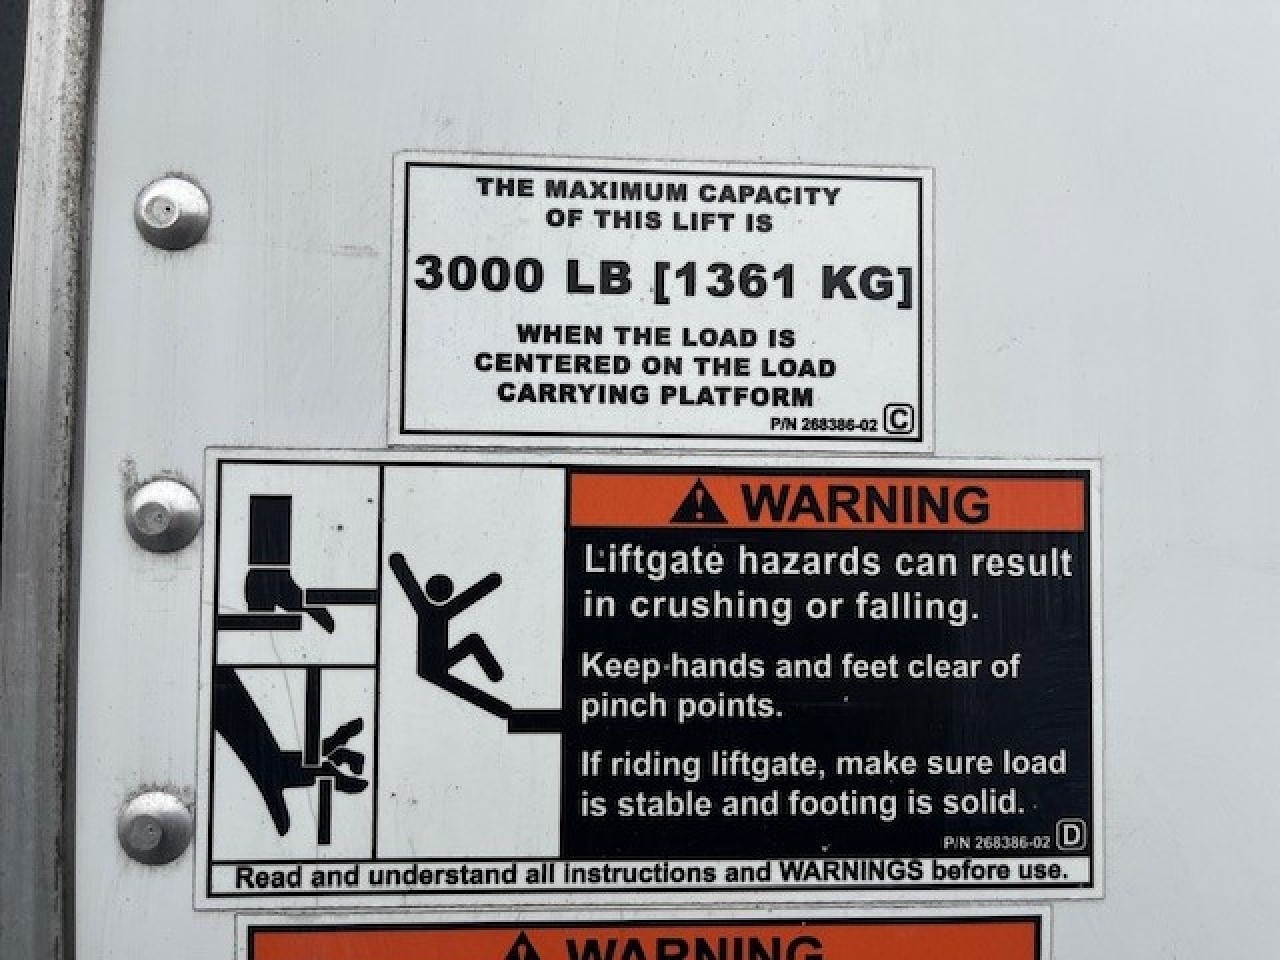 THE MAXIMUM CAPACITY
OF THIS LIFT IS
3000 LB [1361 KG]
WHEN THE LOAD IS
CENTERED ON THE LOAD
CARRYING PLATFORM
P/N 268386-02 C
WARNING
Liftgate hazards can result
in crushing or falling.
Keep hands and feet clear of
pinch points.
If riding liftgate, make sure load
is stable and footing is solid.
P/N 268386-02 D
Read and understand all instructions and WARNINGS before use.
WARNING